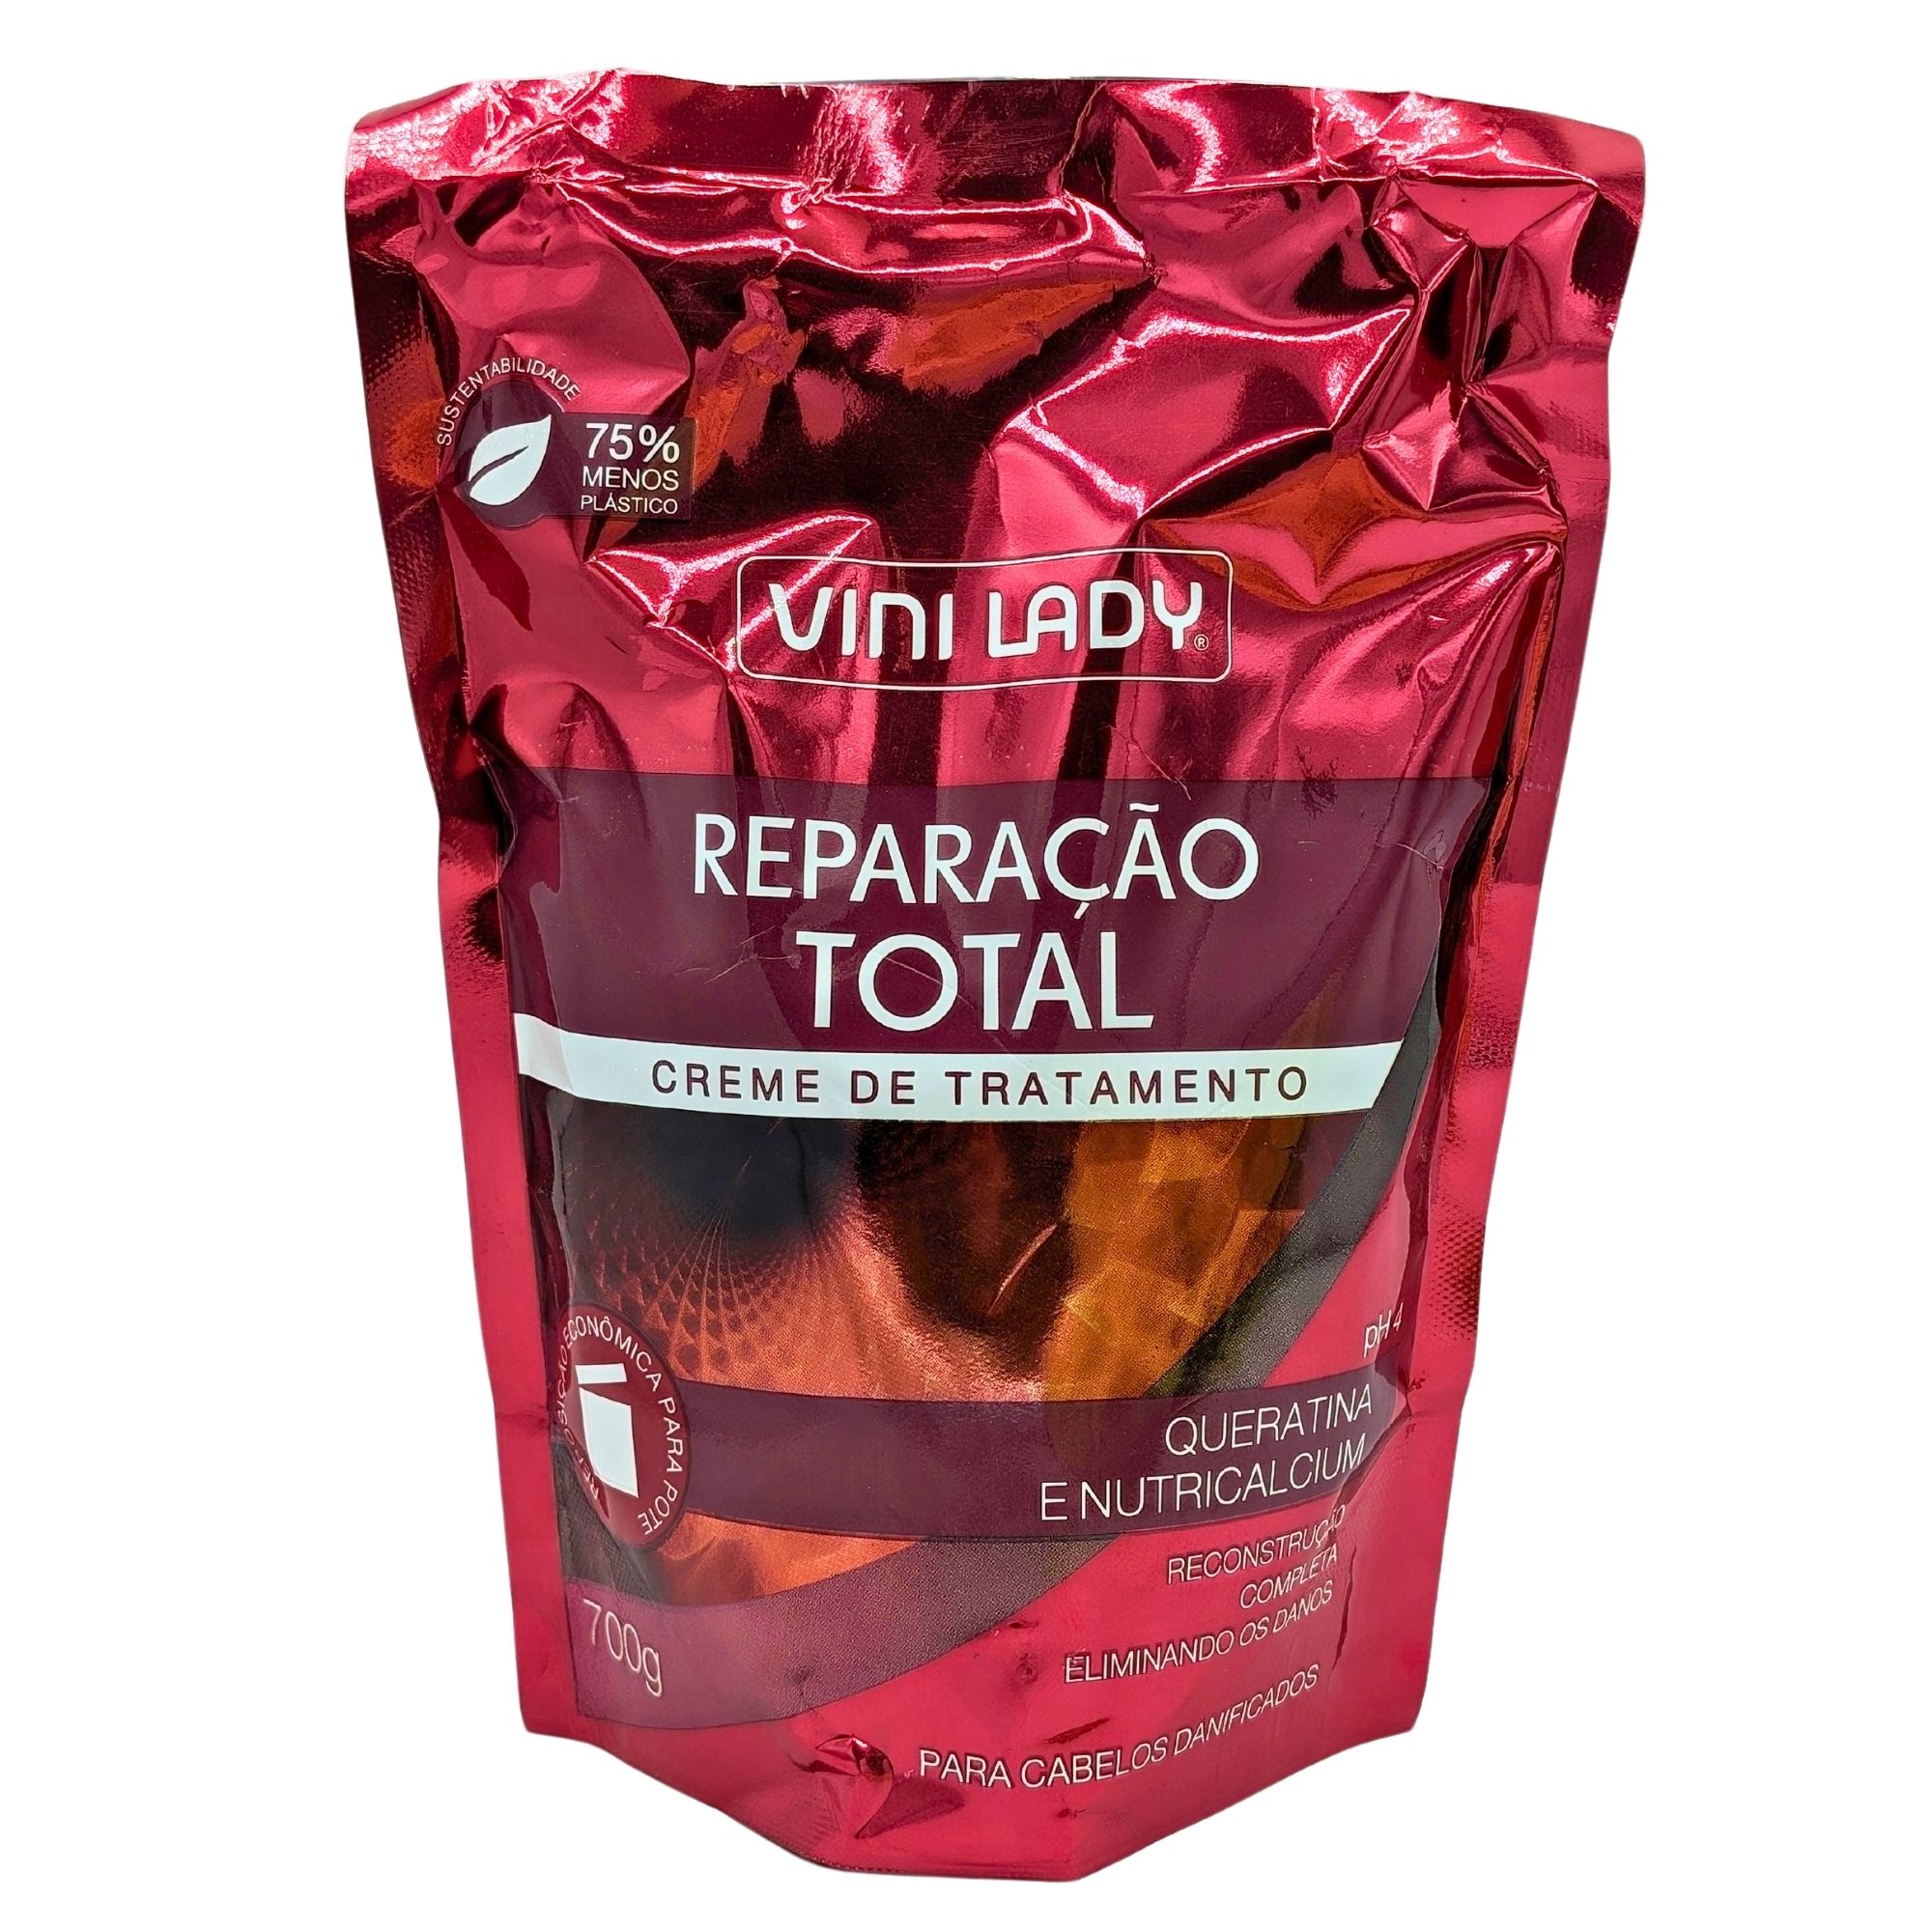 SUSTENTABILIDADE
75%
MENOS
PLÁSTICO
VINI LADY®
REPARAÇÃO
TOTAL
CREME DE TRATAMENTO
pH 4
REPOSIÇÃO ECONÔMICA PARA POTE
QUERATINA
E NUTRICALCIUM
RECONSTRUÇÃO
COMPLETA
ELIMINANDO OS DANOS
700g
PARA CABELOS DANIFICADOS